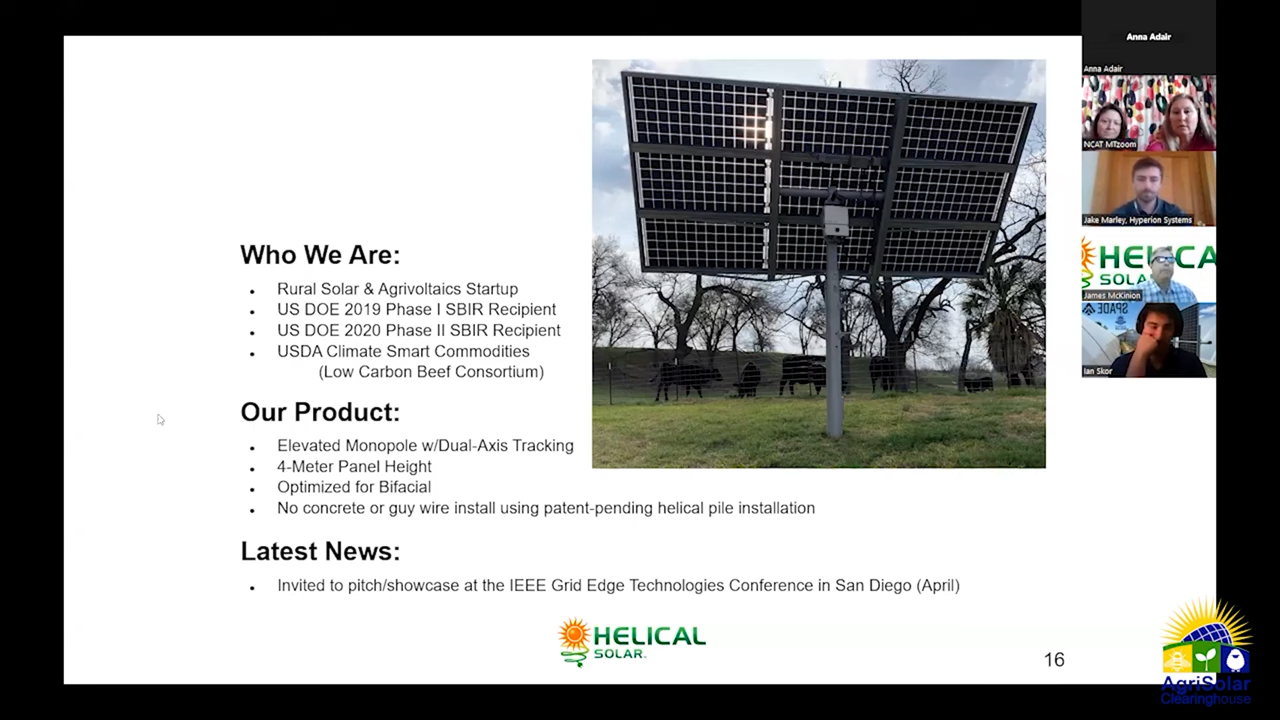 Who We Are:
Rural Solar & Agrivoltaics Startup
US DOE 2019 Phase I SBIR Recipient
US DOE 2020 Phase II SBIR Recipient
USDA Climate Smart Commodities
(Low Carbon Beef Consortium)
Our Product:
Elevated Monopole w/Dual-Axis Tracking
4-Meter Panel Height
Optimized for Bifacial
No concrete or guy wire install using patent-pending helical pile installation
Latest News:
Invited to pitch/showcase at the IEEE Grid Edge Technologies Conference in San Diego (April)
HELICAL
SOLAR
16
Anna Adair
Anna Adair
NCAT MTzoom
Jake Marley, Hyperion Systems
HELICA
SOLA
James McKinion
SPADE
Ian Skor
AgriSolar
Clearinghouse